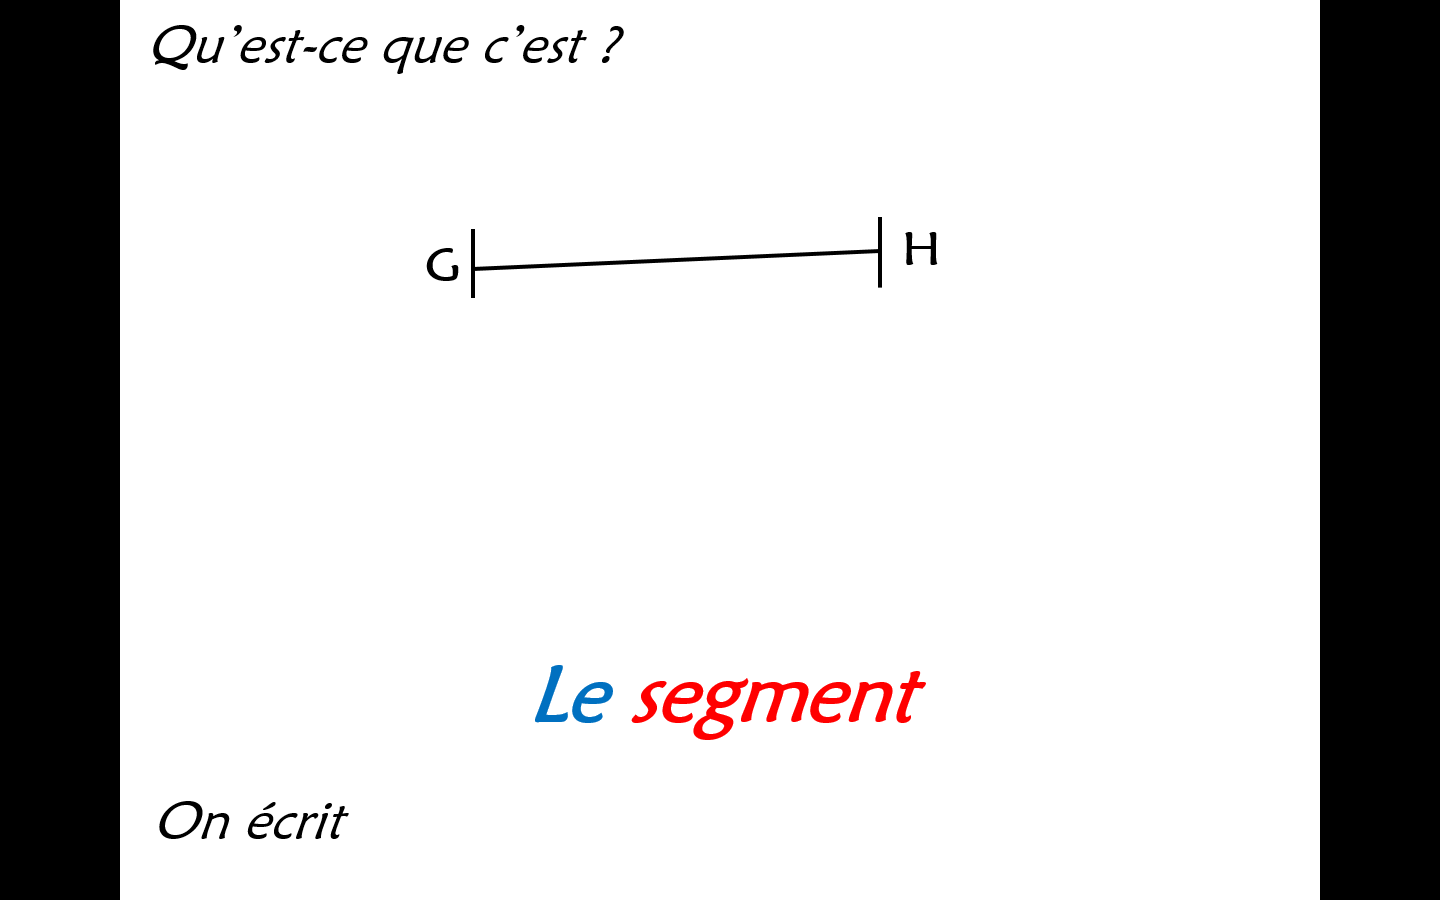 Qu’est-ce que c’est ?
G H
Le segment
On écrit